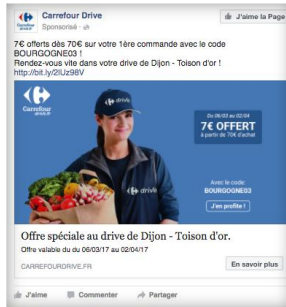 Carrefour Drive
Sponsorisé
J'aime la Page
7€ offerts dès 70€ sur votre 1ère commande avec le code
BOURGOGNE03 !
Rendez-vous vite dans votre drive de Dijon - Toison d'or !
http://bit.ly/2lUz98V
Carrefour
drive
drive
Du 06/03 au 02/04
7€ OFFERT
à partir de 70€ d'achat
Avec le code:
BOURGOGNE03
J'en profite !
drive
Offre spéciale au drive de Dijon - Toison d'or.
Offre valable du du 06/03/17 au 02/04/17
CARREFOURDRIVE.FR
En savoir plus
J'aime
Commenter
Partager